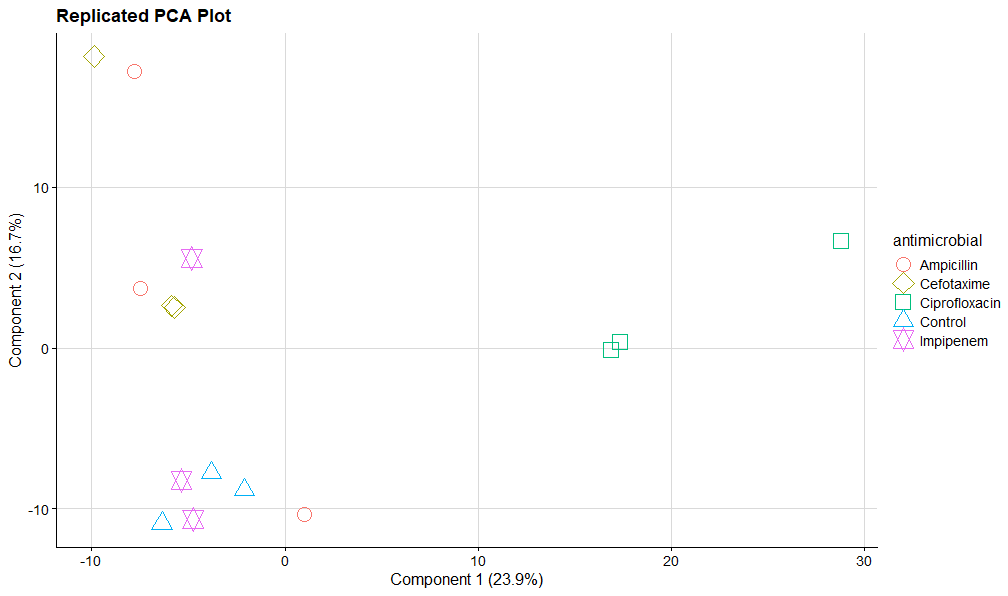 Replicated PCA Plot
Component 2 (16.7%)
10
0
-10
-10
0
10
20
30
Component 1 (23.9%)
antimicrobial
Ampicillin
Cefotaxime
Ciprofloxacin
Control
Impipenem